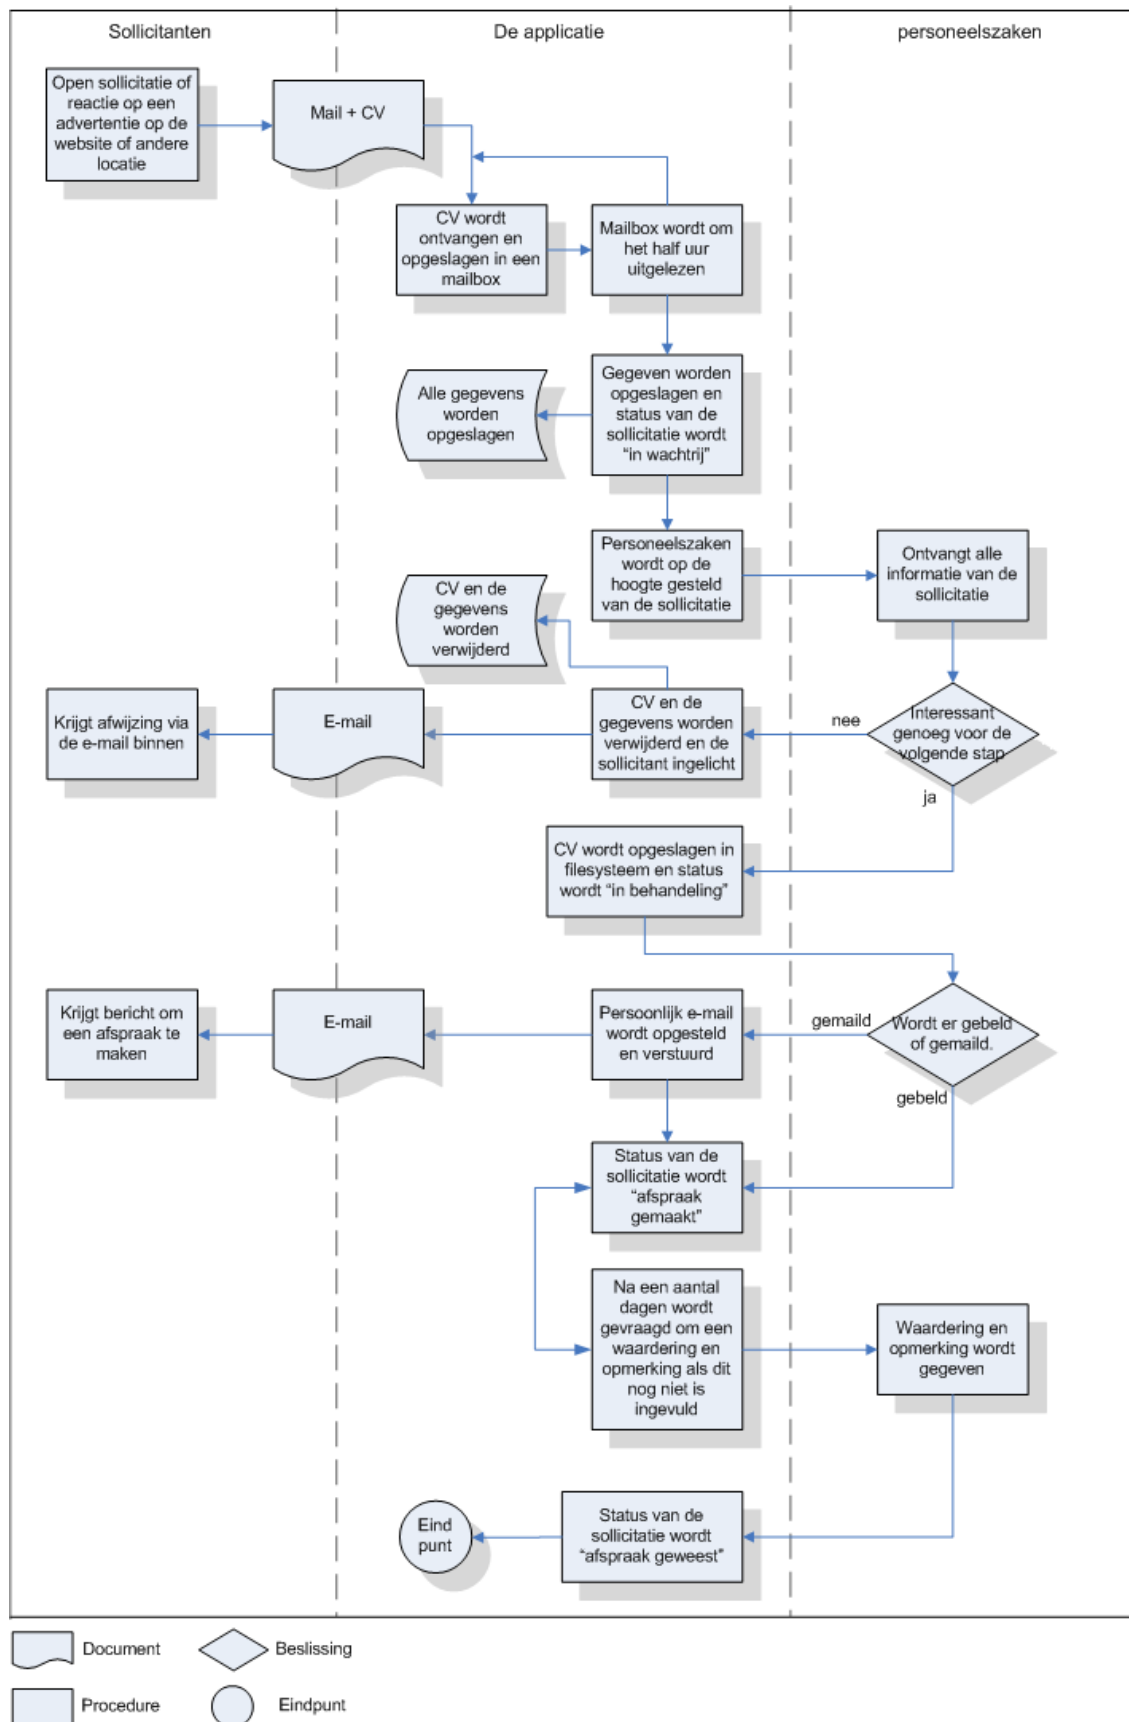 Sollicitanten
De applicatie
personeelszaken
Open sollicitatie of
reactie op een
advertentie op de
website of andere
locatie
Mail + CV
CV wordt
ontvangen en
opgeslagen in een
mailbox
Mailbox wordt om
het half uur
uitgelezen
Alle gegevens
worden
opgeslagen
Gegeven worden
opgeslagen en
status van de
sollicitatie wordt
“in wachtrij”
Personeelszaken
wordt op de
hoogte gesteld
van de sollicitatie
Ontvangt alle
informatie van de
sollicitatie
CV en de
gegevens
worden
verwijderd
Krijgt afwijzing via
de e-mail binnen
E-mail
CV en de
gegevens worden
verwijderd en de
sollicitant ingelicht
nee
Interessant
genoeg voor de
volgende stap
ja
CV wordt opgeslagen in
filesysteem en status
wordt “in behandeling”
Krijgt bericht om
een afspraak te
maken
E-mail
Persoonlijk e-mail
wordt opgesteld
en verstuurd
gemaild
Wordt er gebeld
of gemaild.
gebeld
Status van de
sollicitatie wordt
“afspraak
gemaakt”
Na een aantal
dagen wordt
gevraagd om een
waardering en
opmerking als dit
nog niet is
ingevuld
Waardering en
opmerking wordt
gegeven
Eind
punt
Status van de
sollicitatie wordt
“afspraak geweest”
Document
Beslissing
Procedure
Eindpunt